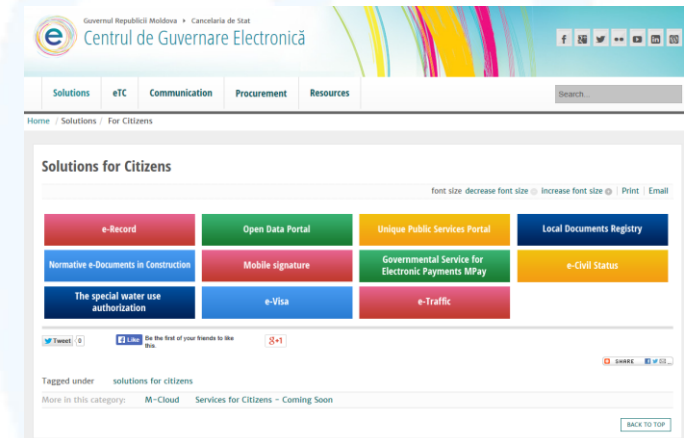 Guvernul Republicii Moldova ▸ Cancelaria de Stat
Centrul de Guvernare Electronică
Solutions eTC Communication Procurement Resources
Search...
Home / Solutions / For Citizens
Solutions for Citizens
font size decrease font size increase font size | Print | Email
e-Record Open Data Portal Unique Public Services Portal Local Documents Registry
Normative e-Documents in Construction Mobile signature Governmental Service for Electronic Payments MPay e-Civil Status
The special water use authorization e-Visa e-Traffic
Tweet 0 Like Be the first of your friends to like this. g+1
SHARE
Tagged under solutions for citizens
More in this category: M-Cloud Services for Citizens - Coming Soon
BACK TO TOP